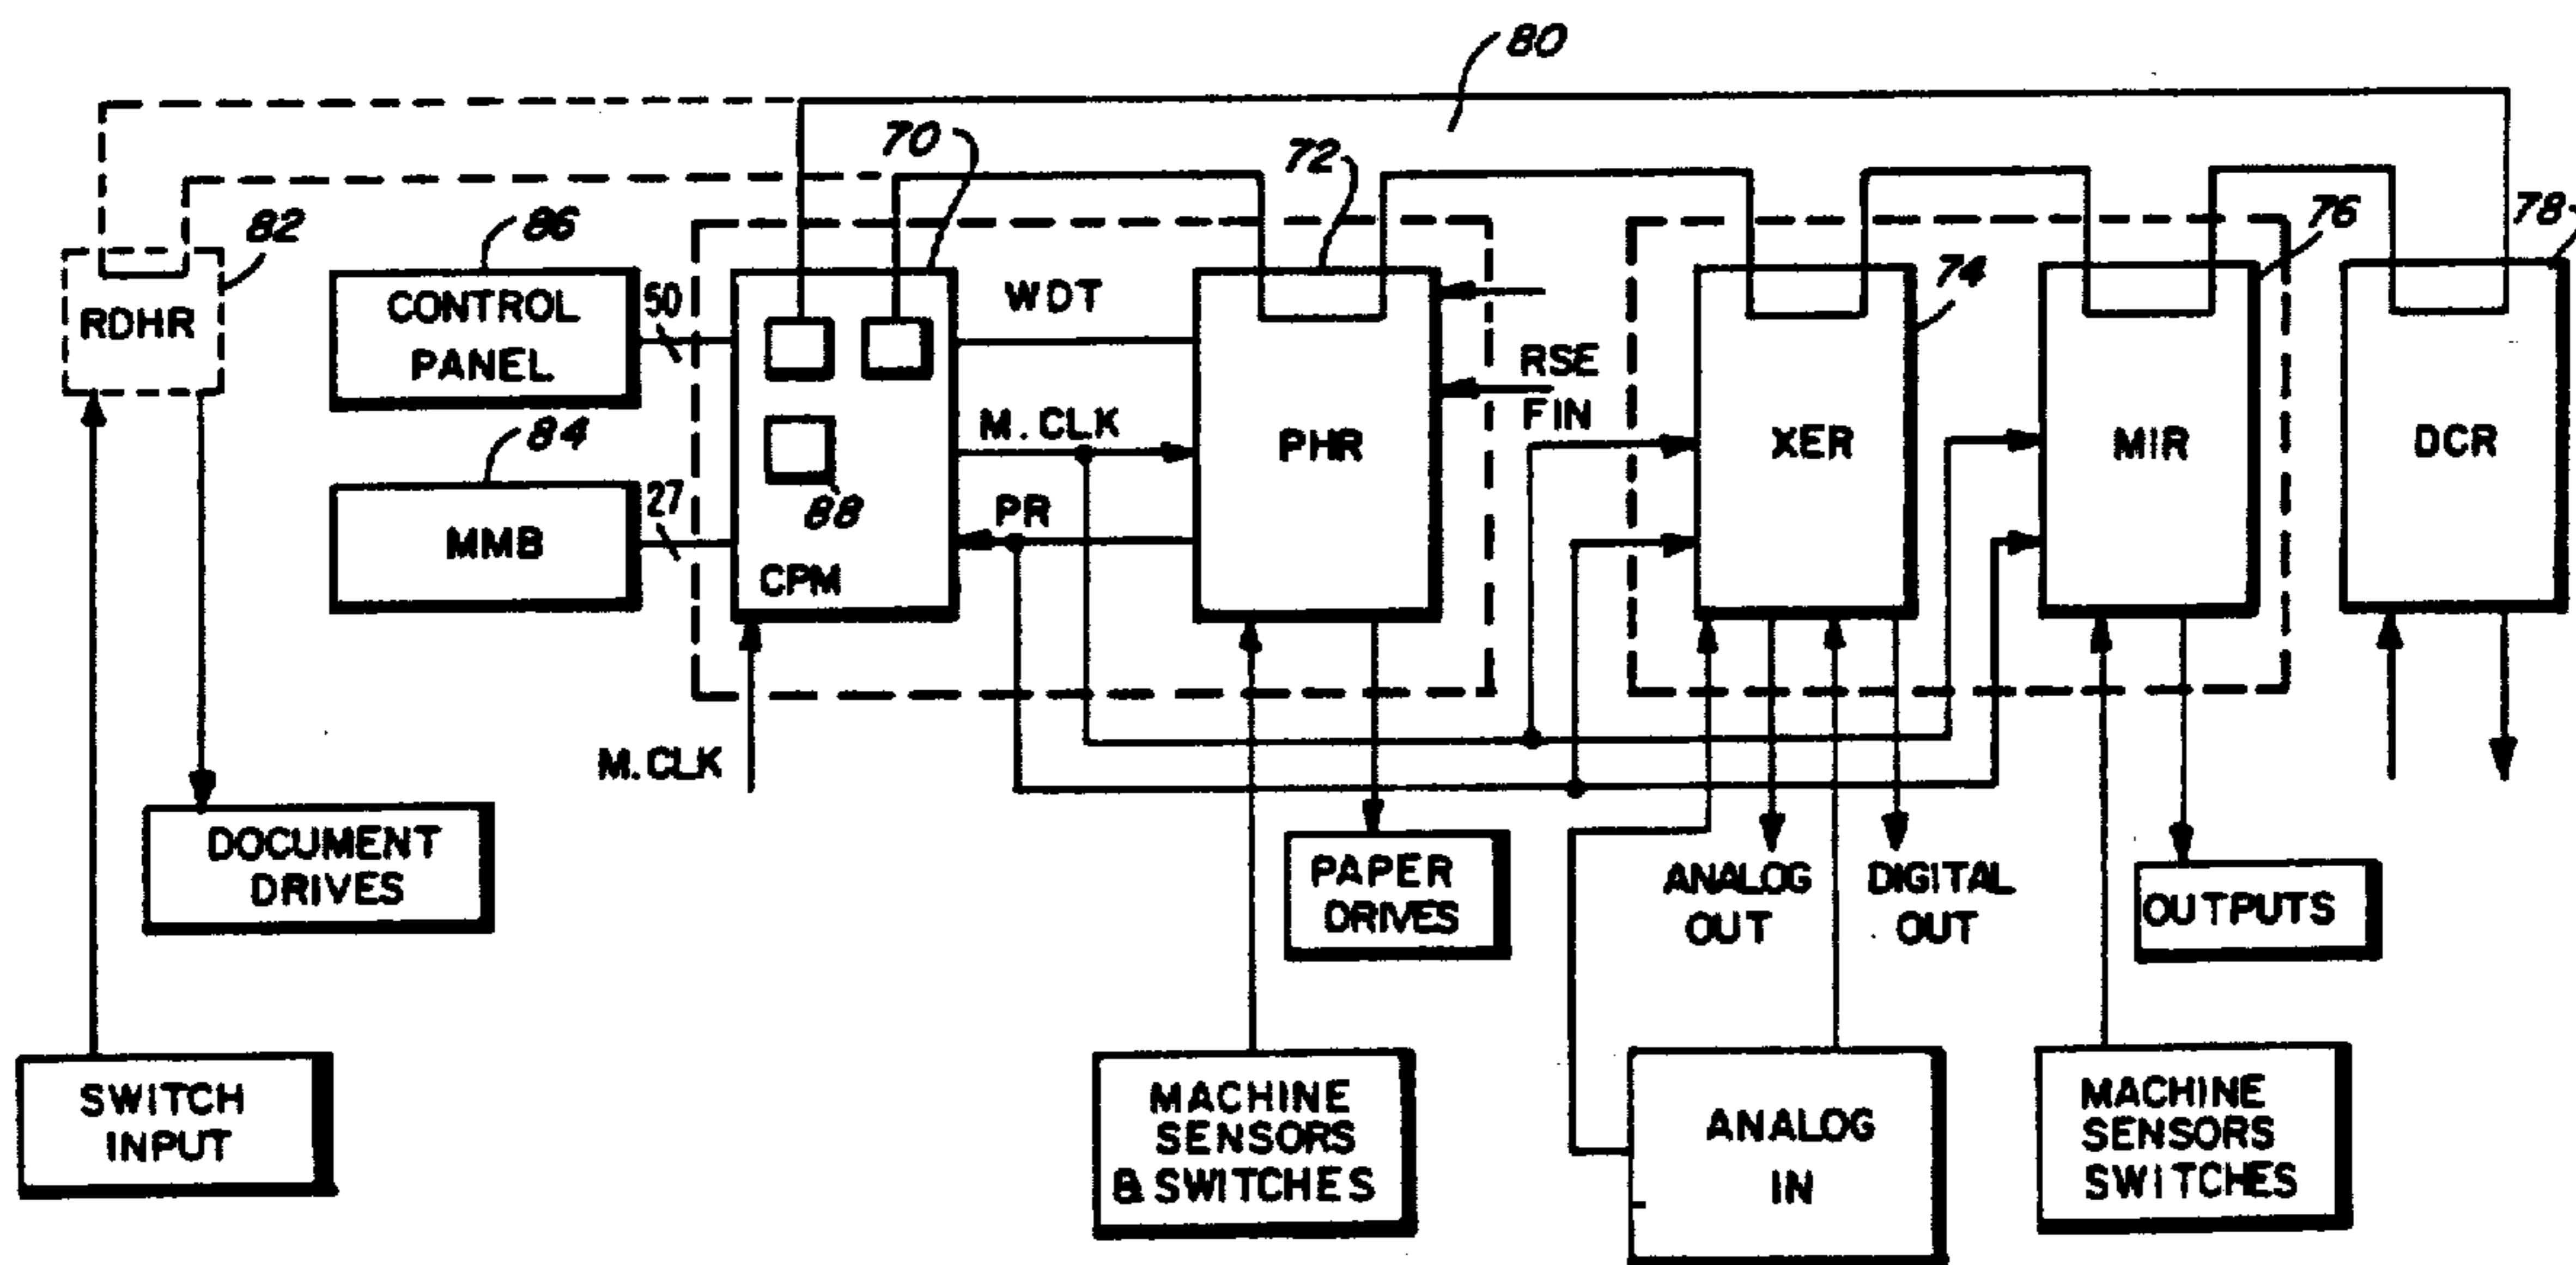 80
70
72
82
86
76
78
74
RDHR
CONTROL
PANEL
50
WDT
RSE
FIN
M. CLK
PHR
XER
MIR
DCR
84
27
88
PR
MMB
CPM
M.CLK
DOCUMENT
DRIVES
PAPER
DRIVES
ANALOG
OUT
DIGITAL
OUT
OUTPUTS
SWITCH
INPUT
MACHINE
SENSORS
& SWITCHES
ANALOG
IN
MACHINE
SENSORS
SWITCHES